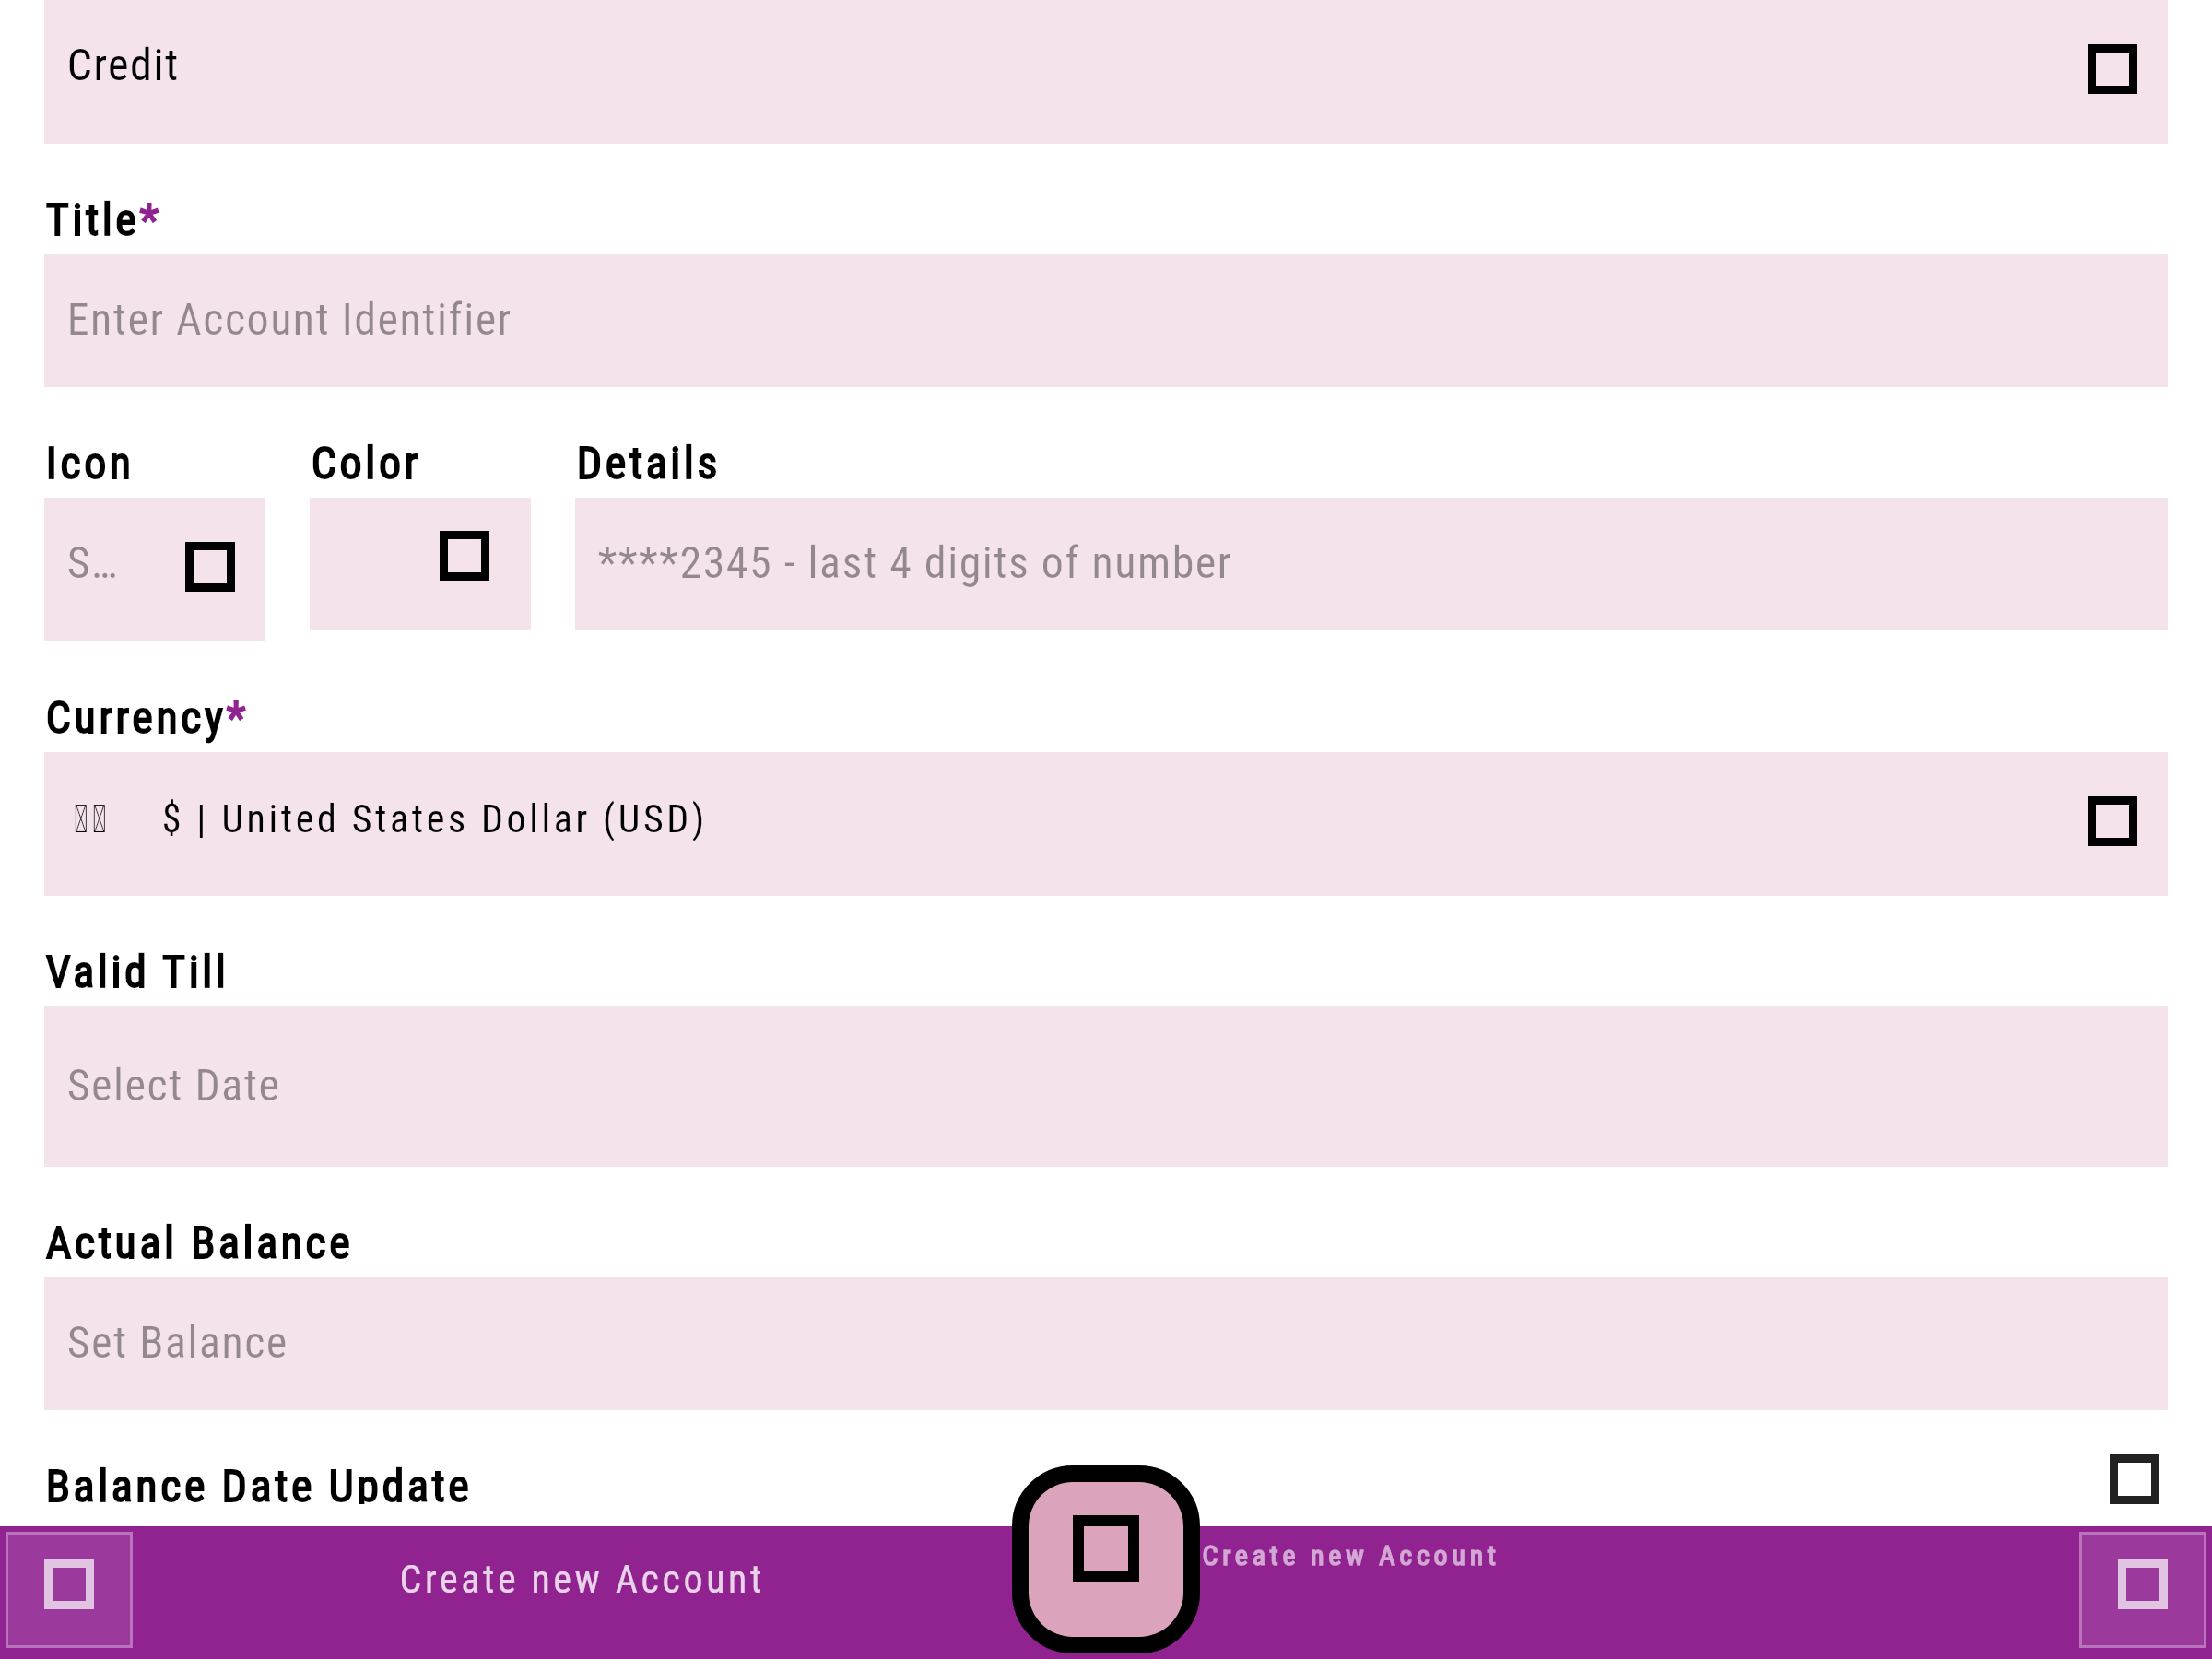 Credit
Title*
Enter Account Identifier
Icon Color Details
S… ****2345 - last 4 digits of number
Currency*
$ | United States Dollar (USD)
Valid Till
Select Date
Actual Balance
Set Balance
Balance Date Update
Create new Account
Create new Account